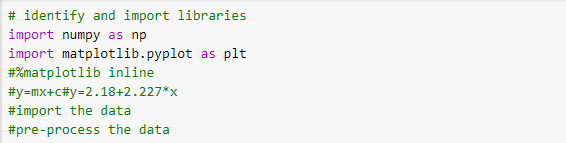 # identify and import libraries
import numpy as np
import matplotlib.pyplot as plt
#%matplotlib inline
#y=mx+c#y=2.18+2.227*x
#import the data
#pre-process the data